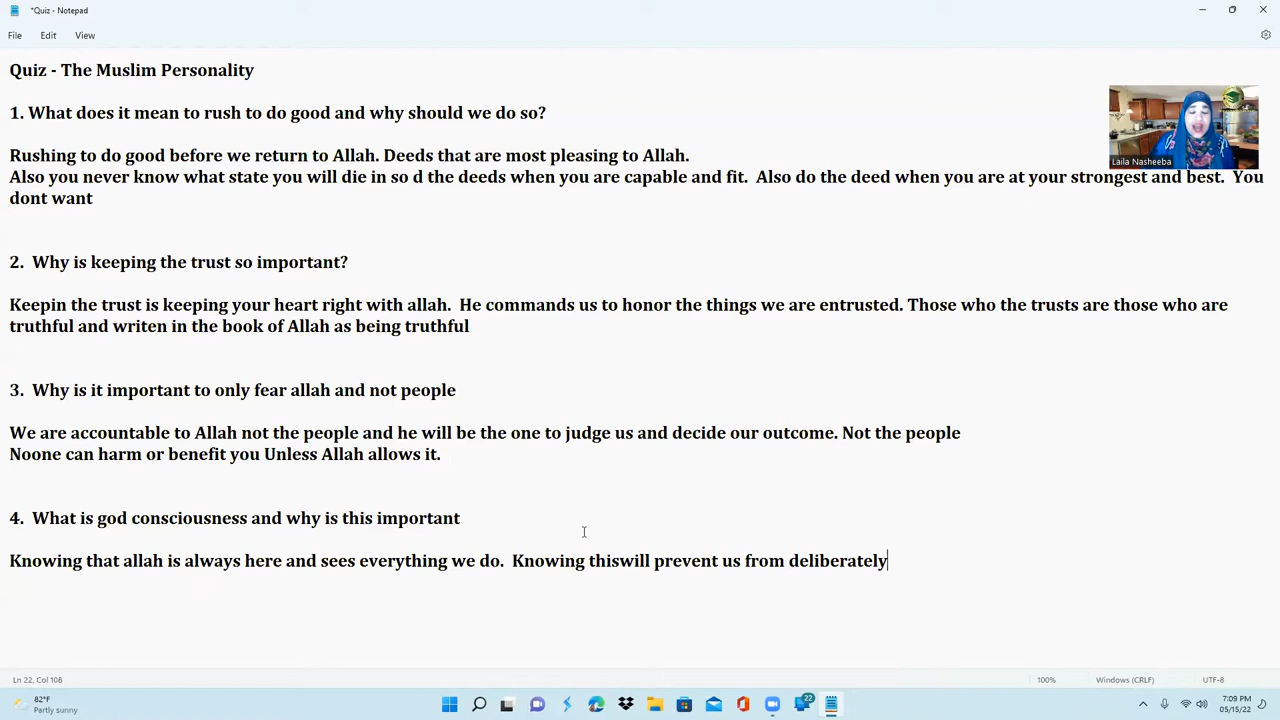 *Quiz - Notepad
File Edit View
Quiz - The Muslim Personality
1. What does it mean to rush to do good and why should we do so?
Rushing to do good before we return to Allah. Deeds that are most pleasing to Allah.
Also you never know what state you will die in so d the deeds when you are capable and fit.  Also do the deed when you are at your strongest and best.  You
dont want
Laila Nasheeba
2.  Why is keeping the trust so important?
Keepin the trust is keeping your heart right with allah.  He commands us to honor the things we are entrusted. Those who the trusts are those who are
truthful and writen in the book of Allah as being truthful
3.  Why is it important to only fear allah and not people
We are accountable to Allah not the people and he will be the one to judge us and decide our outcome. Not the people
Noone can harm or benefit you Unless Allah allows it.
4.  What is god consciousness and why is this important
Knowing that allah is always here and sees everything we do.  Knowing thiswill prevent us from deliberately
Ln 22, Col 108 100% Windows (CRLF) UTF-8
82°F
Partly sunny
22
7:09 PM
05/15/22